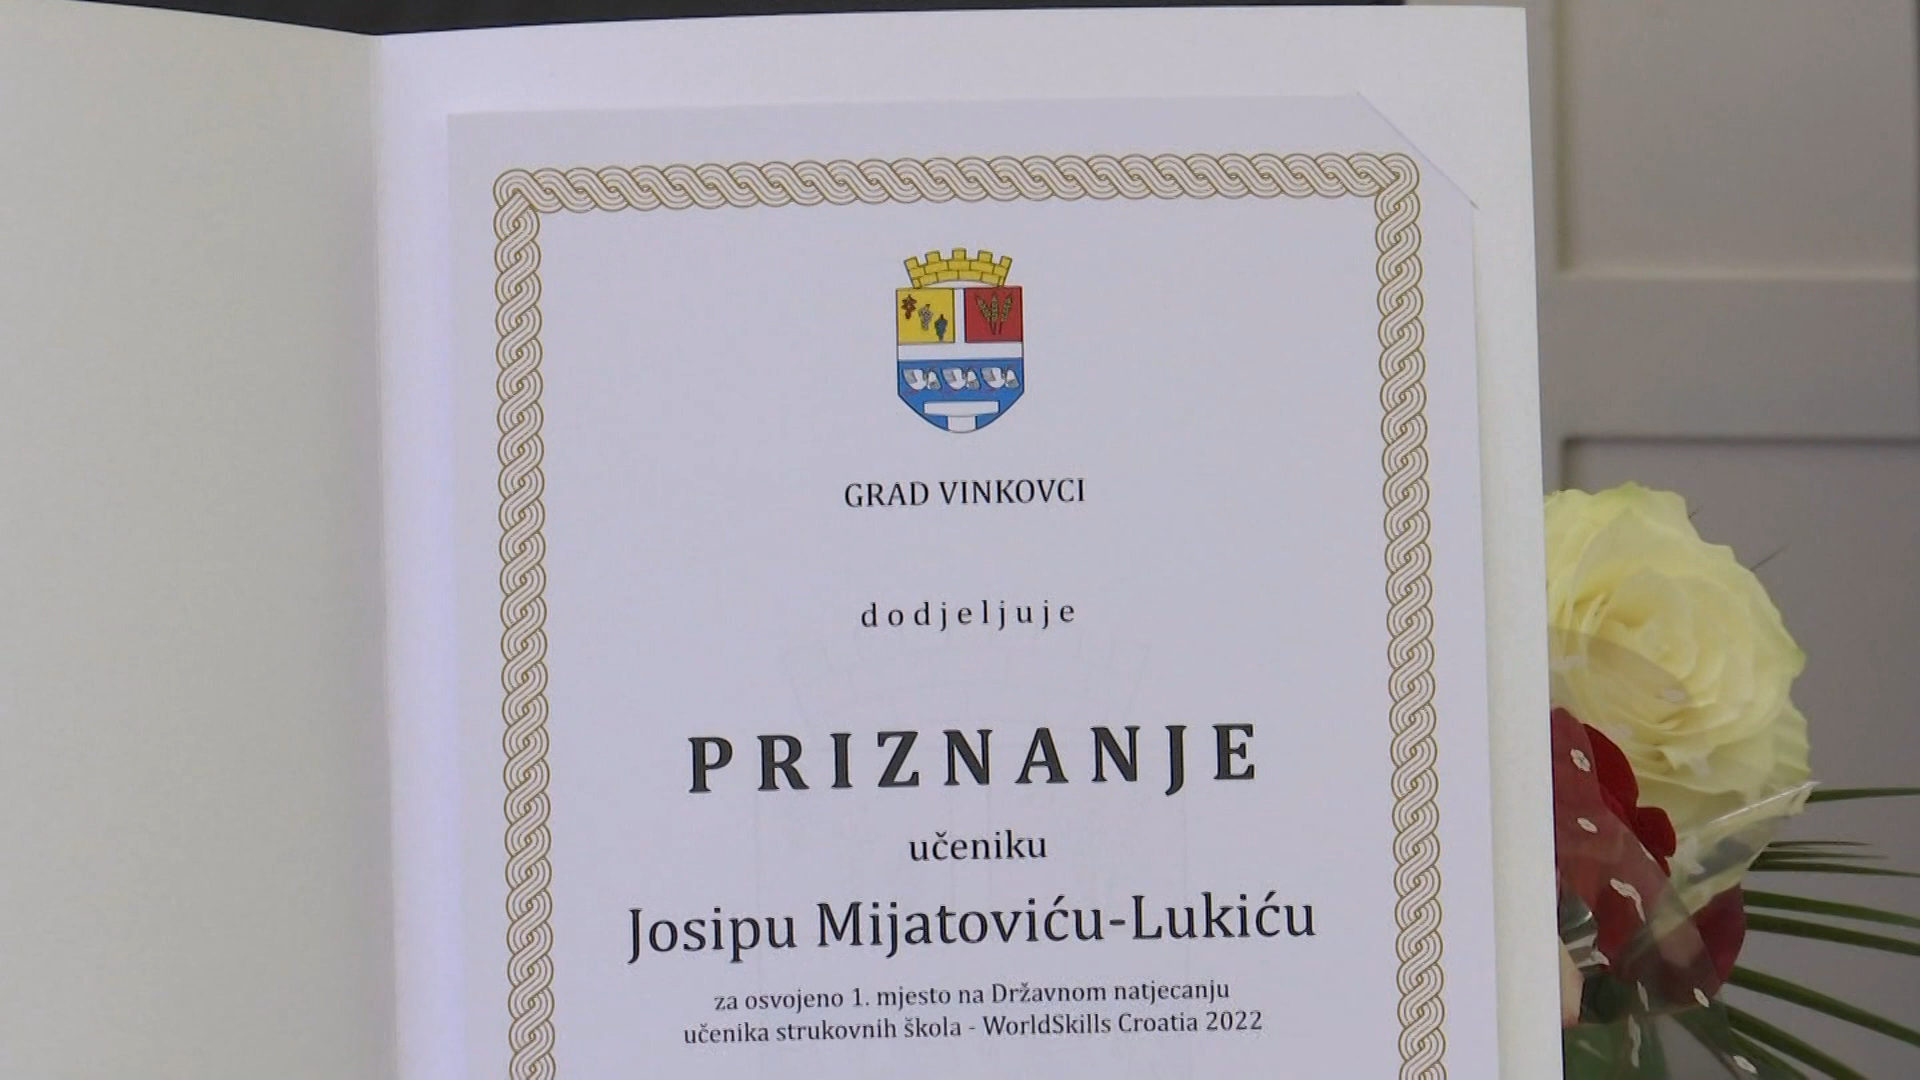 GRAD VINKOVCI
dodjeljuje
PRIZNANJE
učeniku
Josipu Mijatoviću-Lukiću
za osvojeno 1. mjesto na Državnom natjecanju
učenika strukovnih škola - WorldSkills Croatia 2022